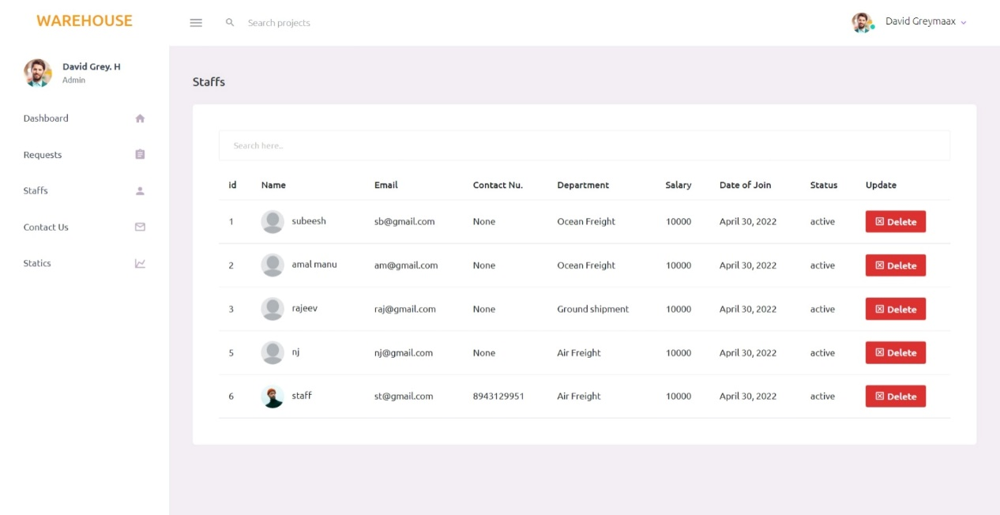 WAREHOUSE
Search projects
David Greymaax
David Grey. H
Admin
Dashboard
Requests
Staffs
Contact Us
Statics
Staffs
Search here..
id Name Email Contact Nu. Department Salary Date of Join Status Update
1 subeesh sb@gmail.com None Ocean Freight 10000 April 30, 2022 active Delete
2 amal manu am@gmail.com None Ocean Freight 10000 April 30, 2022 active Delete
3 rajeev raj@gmail.com None Ground shipment 10000 April 30, 2022 active Delete
5 nj nj@gmail.com None Air Freight 10000 April 30, 2022 active Delete
6 staff st@gmail.com 8943129951 Air Freight 10000 April 30, 2022 active Delete